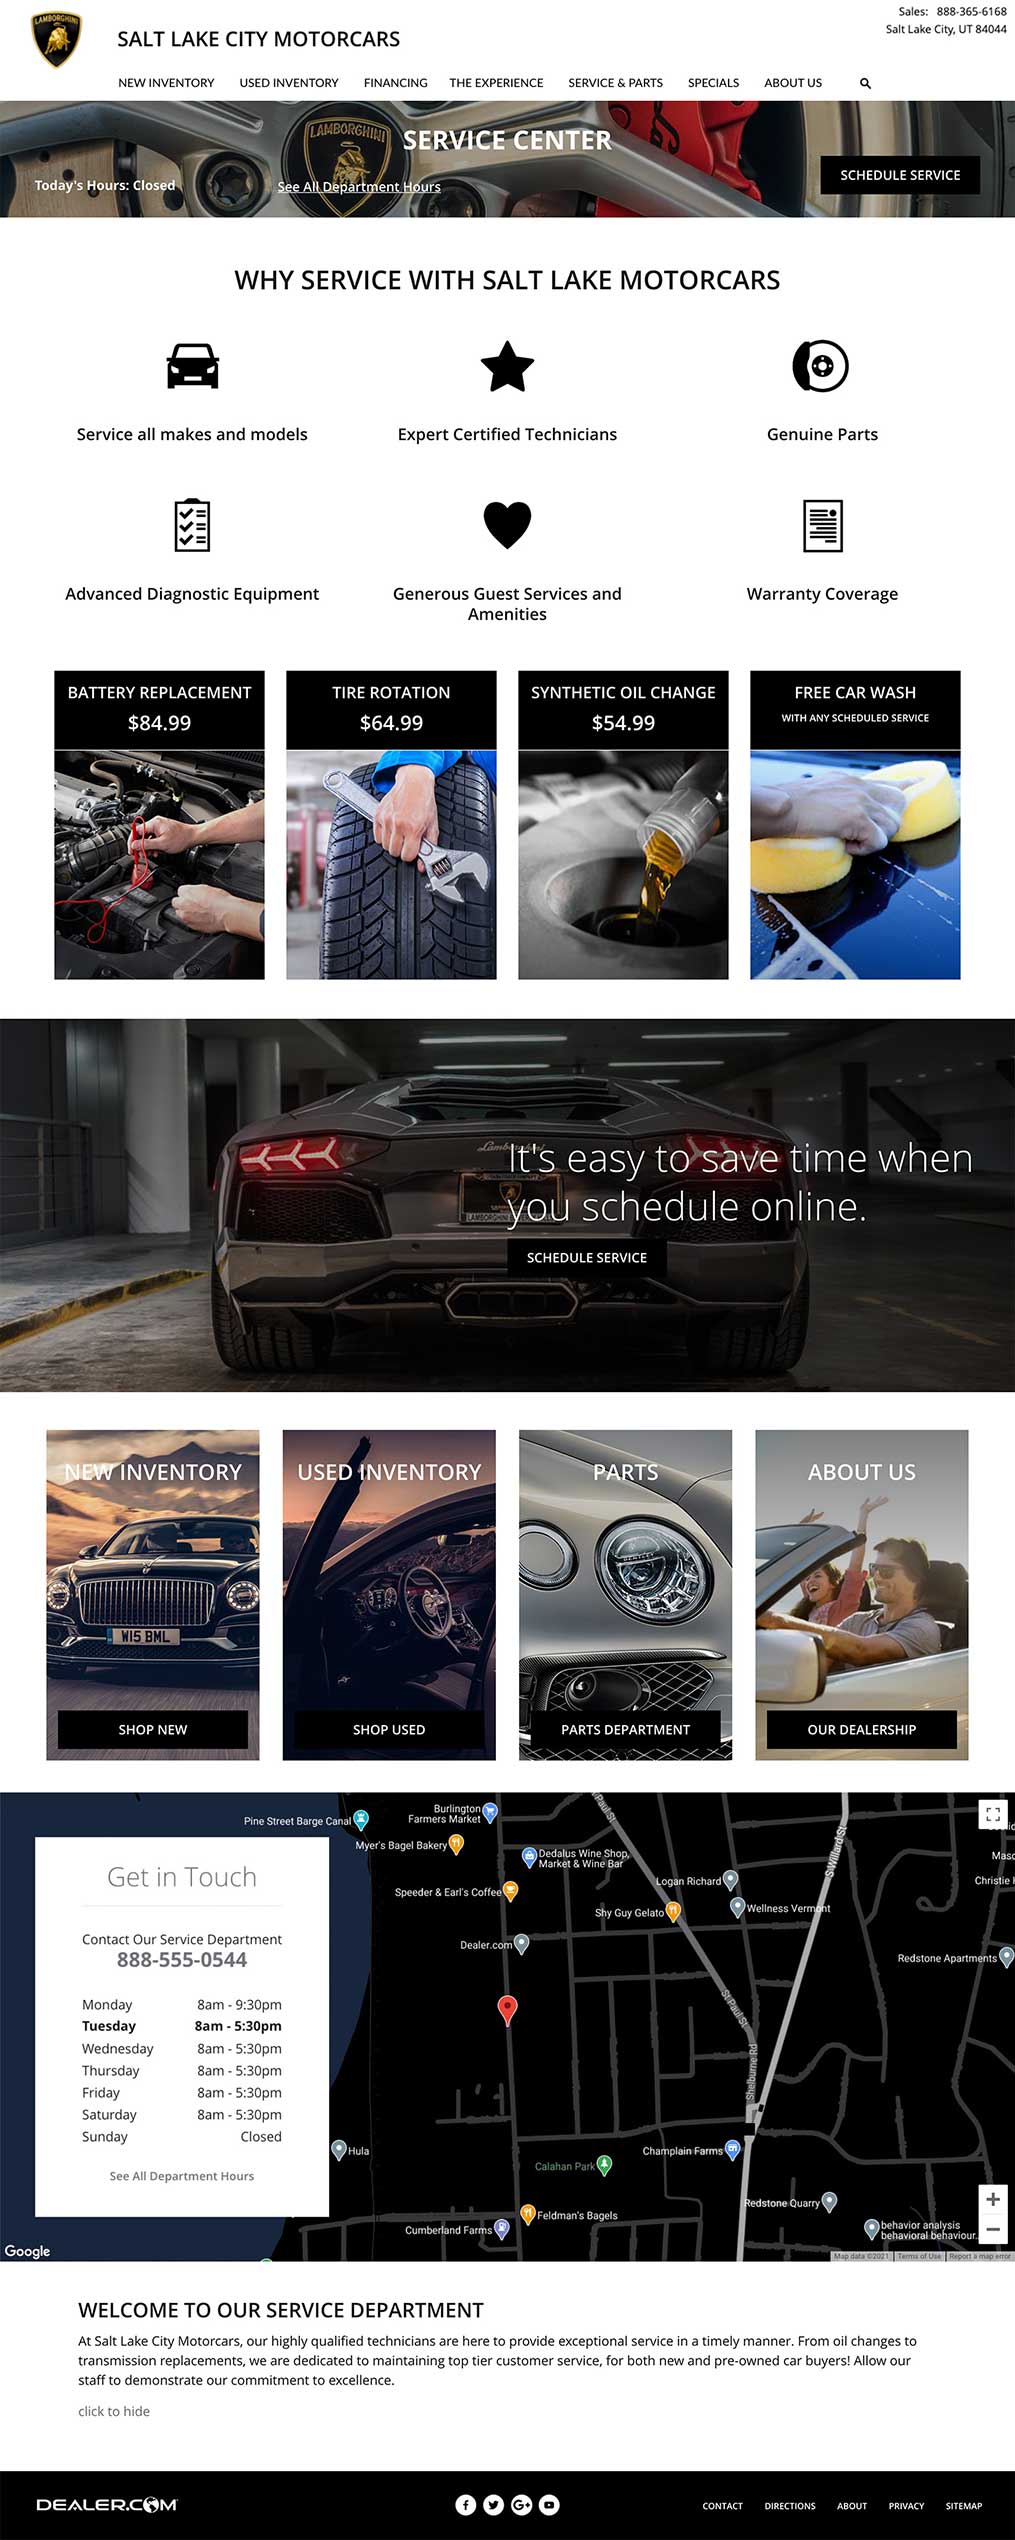 LAMBORGHINI
SALT LAKE CITY MOTORCARS
Sales: 888-365-6168
Salt Lake City, UT 84044
NEW INVENTORY USED INVENTORY FINANCING THE EXPERIENCE SERVICE & PARTS SPECIALS ABOUT US
LAMBORGHINI
SERVICE CENTER
Today's Hours: Closed
See All Department Hours
SCHEDULE SERVICE
WHY SERVICE WITH SALT LAKE MOTORCARS
Service all makes and models
Expert Certified Technicians
Genuine Parts
Advanced Diagnostic Equipment
Generous Guest Services and
Amenities
Warranty Coverage
BATTERY REPLACEMENT
$84.99
TIRE ROTATION
$64.99
SYNTHETIC OIL CHANGE
$54.99
FREE CAR WASH
WITH ANY SCHEDULED SERVICE
Lamborghini
It's easy to save time when
you schedule online.
SCHEDULE SERVICE
NEW INVENTORY
W15 BML
SHOP NEW
USED INVENTORY
SHOP USED
PARTS
PARTS DEPARTMENT
ABOUT US
OUR DEALERSHIP
Get in Touch
Contact Our Service Department
888-555-0544
Monday 8am - 9:30pm
Tuesday 8am - 5:30pm
Wednesday 8am - 5:30pm
Thursday 8am - 5:30pm
Friday 8am - 5:30pm
Saturday 8am - 5:30pm
Sunday Closed
See All Department Hours
Pine Street Barge Canal
Burlington
Farmers Market
Myer's Bagel Bakery
Dedalus Wine Shop,
Market & Wine Bar
Speeder & Earl's Coffee
Logan Richard
Shy Guy Gelato
Wellness Vermont
Dealer.com
Redstone Apartments
Christie
St Paul St
S Willard St
St Paul St
Shelburne Rd
Hula
Champlain Farms
Calahan Park
Redstone Quarry
Feldman's Bagels
Cumberland Farms
behavior analysis
behavioral behaviour...
Google
Map data ©2021 Terms of Use Report a map error
WELCOME TO OUR SERVICE DEPARTMENT
At Salt Lake City Motorcars, our highly qualified technicians are here to provide exceptional service in a timely manner. From oil changes to
transmission replacements, we are dedicated to maintaining top tier customer service, for both new and pre-owned car buyers! Allow our
staff to demonstrate our commitment to excellence.
click to hide
DEALER.COM
CONTACT DIRECTIONS ABOUT PRIVACY SITEMAP